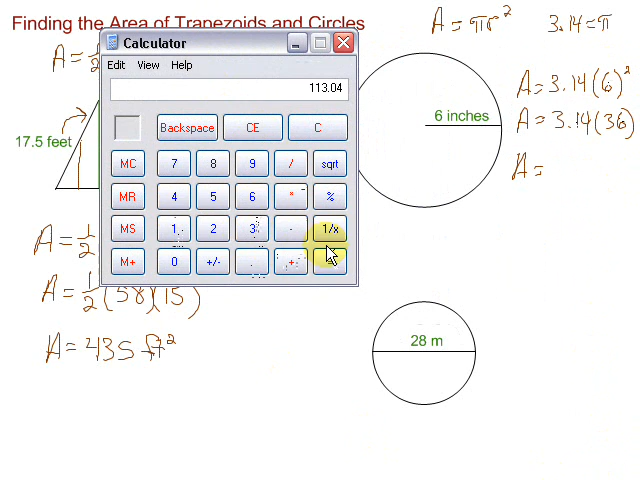 Finding the Area of Trapezoids and Circles
A = πr² 3.14 = π
A = 1/2
Calculator
Edit View Help
113.04
Backspace CE C
MC 7 8 9 / sqrt
MR 4 5 6 * %
MS 1 2 3 - 1/x
M+ 0 +/- . + =
17.5 feet
6 inches
A = 3.14(6)²
A = 3.14(36)
A =
A = 1/2
A = 1/2(58)(15)
A = 435 ft²
28 m